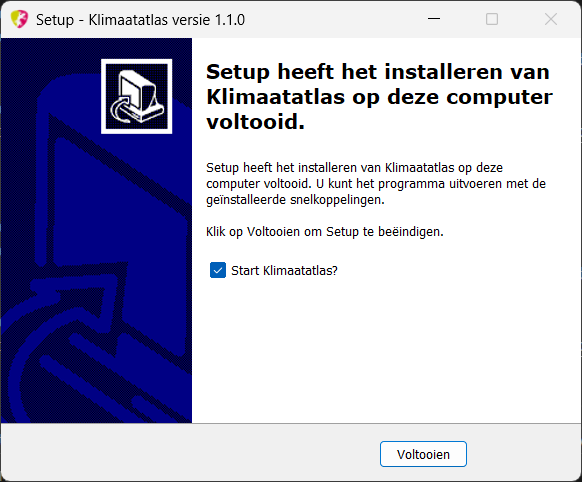 Setup - Klimaatatlas versie 1.1.0
Setup heeft het installeren van
Klimaatatlas op deze computer
voltooid.
Setup heeft het installeren van Klimaatatlas op deze
computer voltooid. U kunt het programma uitvoeren met de
geïnstalleerde snelkoppelingen.
Klik op Voltooien om Setup te beëindigen.
Start Klimaatatlas?
Voltooien